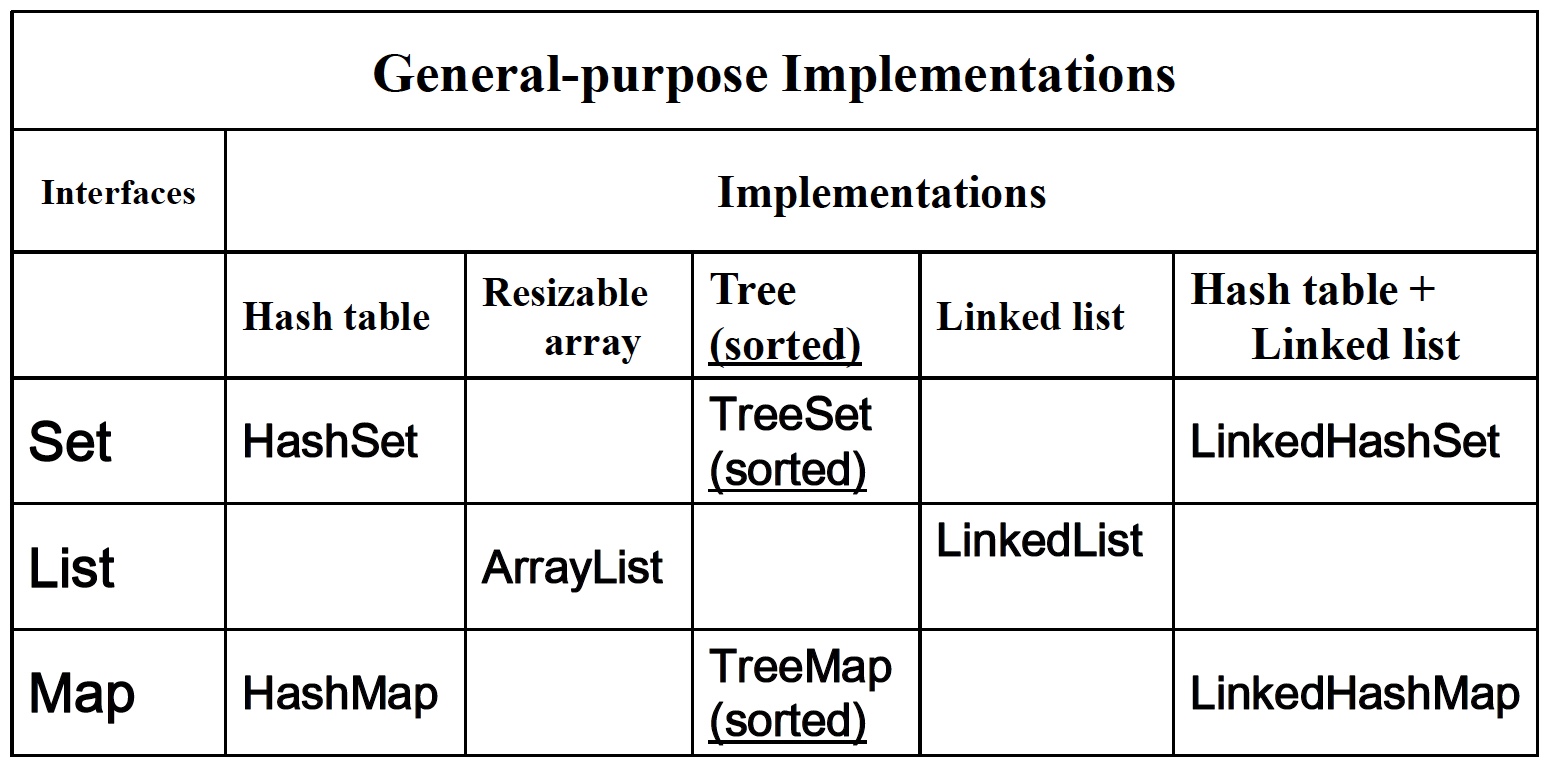 General-purpose Implementations
Interfaces
Implementations
Hash table
Resizable
array
Tree
(sorted)
Linked list
Hash table +
Linked list
Set
HashSet
TreeSet
(sorted)
LinkedHashSet
List
ArrayList
LinkedList
Map
HashMap
TreeMap
(sorted)
LinkedHashMap